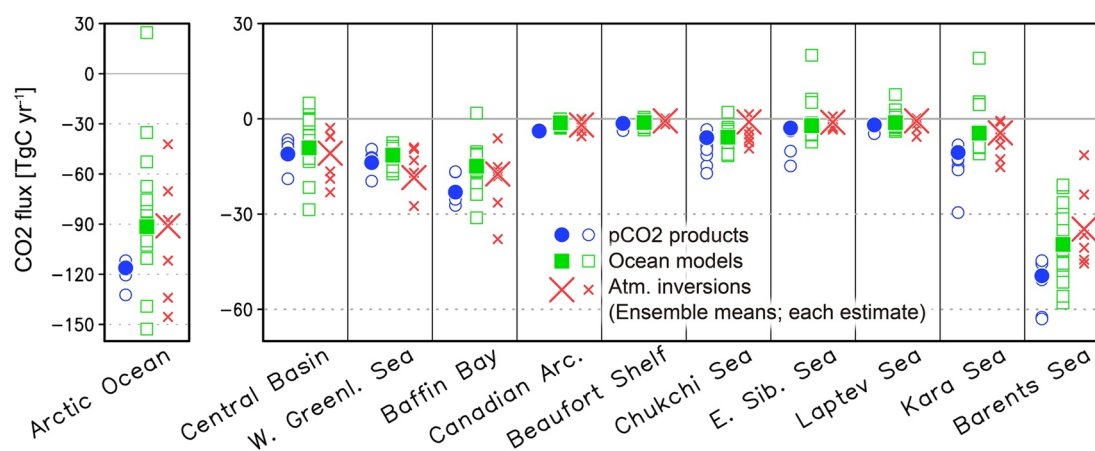 CO2 flux [TgC yr-1]
30
0
-30
-60
-90
-120
-150
Arctic Ocean
30
0
-30
-60
pCO2 products
Ocean models
Atm. inversions
(Ensemble means; each estimate)
Central Basin
W. Greenl. Sea
Baffin Bay
Canadian Arc.
Beaufort Shelf
Chukchi Sea
E. Sib. Sea
Laptev Sea
Kara Sea
Barents Sea